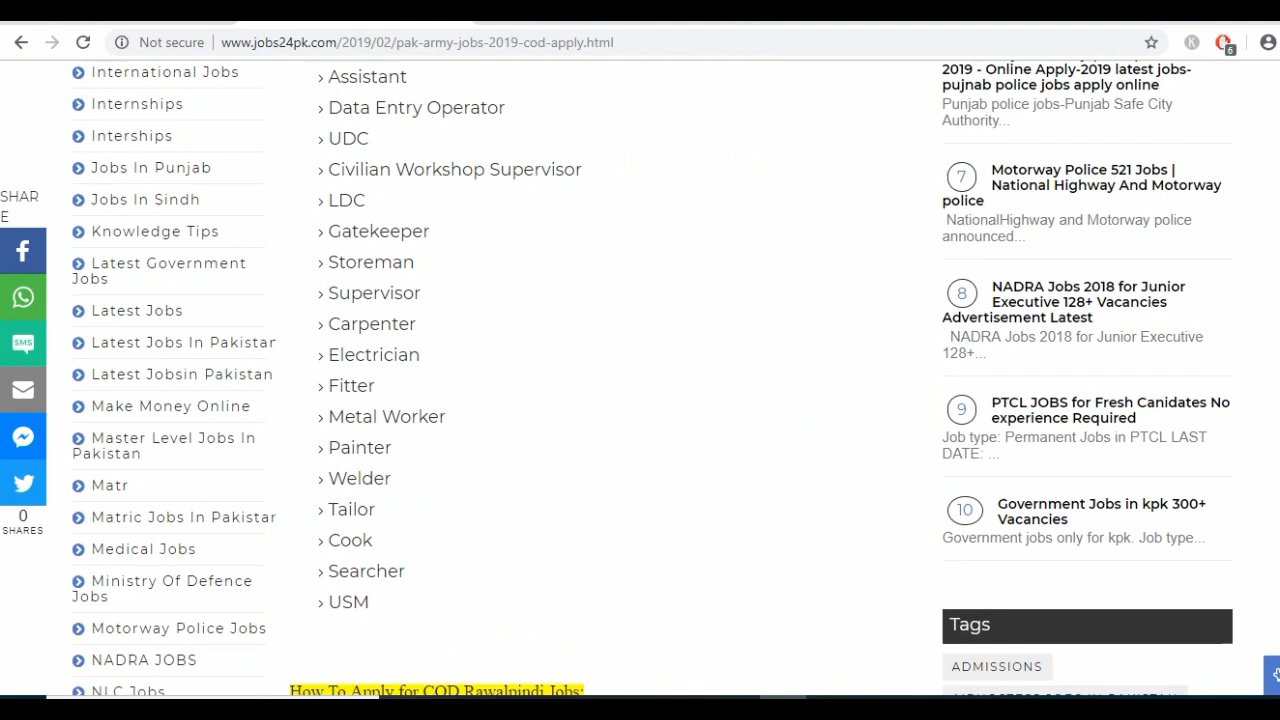 Not secure
www.jobs24pk.com/2019/02/pak-army-jobs-2019-cod-apply.html
K
6
SHAR
E
SMS
0
SHARES
International Jobs
Internships
Interships
Jobs In Punjab
Jobs In Sindh
Knowledge Tips
Latest Government
Jobs
Latest Jobs
Latest Jobs In Pakistan
Latest Jobsin Pakistan
Make Money Online
Master Level Jobs In
Pakistan
Matr
Matric Jobs In Pakistan
Medical Jobs
Ministry Of Defence
Jobs
Motorway Police Jobs
NADRA JOBS
NLC Jobs
› Assistant
› Data Entry Operator
› UDC
› Civilian Workshop Supervisor
› LDC
› Gatekeeper
› Storeman
› Supervisor
› Carpenter
› Electrician
› Fitter
› Metal Worker
› Painter
› Welder
› Tailor
› Cook
› Searcher
› USM
How To Apply for COD Rawalpindi Jobs:
2019 - Online Apply-2019 latest jobs-
pujnab police jobs apply online
Punjab police jobs-Punjab Safe City
Authority...
7 Motorway Police 521 Jobs |
National Highway And Motorway
police
NationalHighway and Motorway police
announced...
8 NADRA Jobs 2018 for Junior
Executive 128+ Vacancies
Advertisement Latest
NADRA Jobs 2018 for Junior Executive
128+...
9 PTCL JOBS for Fresh Canidates No
experience Required
Job type: Permanent Jobs in PTCL LAST
DATE: ...
10 Government Jobs in kpk 300+
Vacancies
Government jobs only for kpk. Job type...
Tags
ADMISSIONS